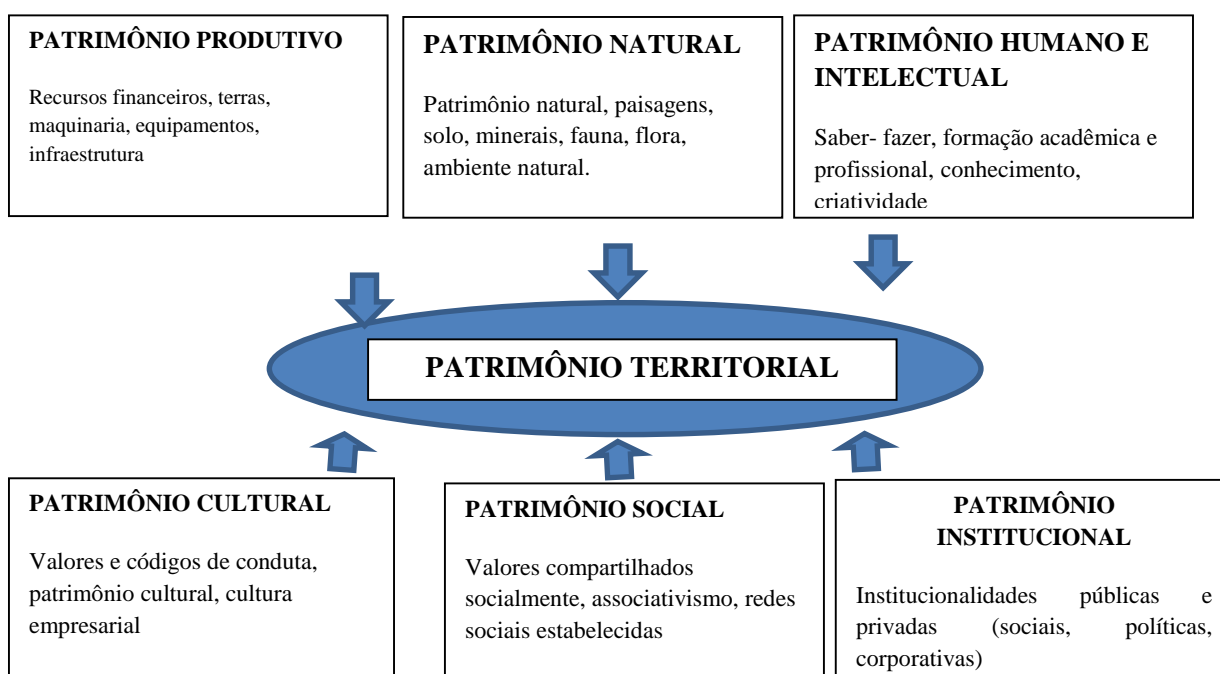 PATRIMÔNIO PRODUTIVO
Recursos financeiros, terras,
maquinaria, equipamentos,
infraestrutura
PATRIMÔNIO NATURAL
Patrimônio natural, paisagens,
solo, minerais, fauna, flora,
ambiente natural.
PATRIMÔNIO HUMANO E
INTELECTUAL
Saber- fazer, formação acadêmica e
profissional, conhecimento,
criatividade
PATRIMÔNIO TERRITORIAL
PATRIMÔNIO CULTURAL
Valores e códigos de conduta,
patrimônio cultural, cultura
empresarial
PATRIMÔNIO SOCIAL
Valores compartilhados
socialmente, associativismo, redes
sociais estabelecidas
PATRIMÔNIO
INSTITUCIONAL
Institucionalidades públicas e
privadas (sociais, políticas,
corporativas)